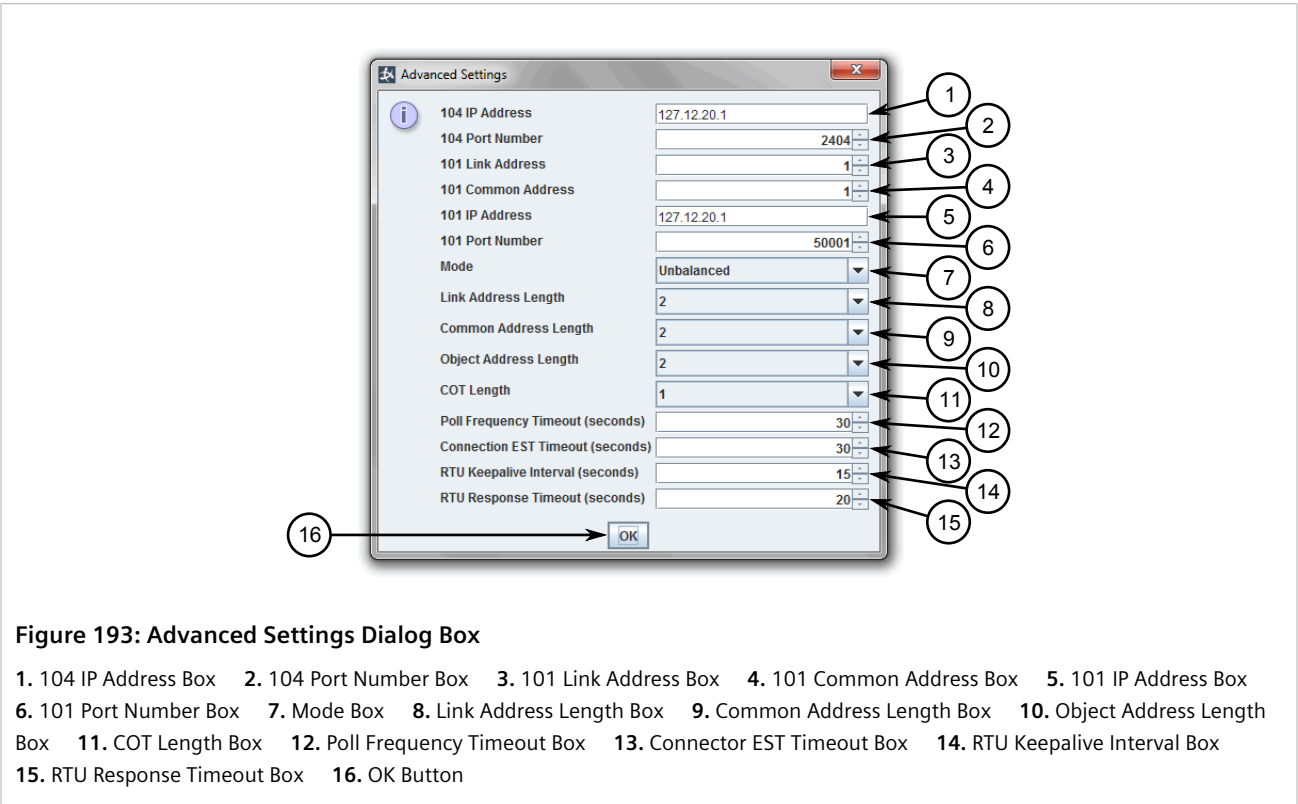 Advanced Settings
x
i
104 IP Address 127.12.20.1 1
104 Port Number 2404 2
101 Link Address 1 3
101 Common Address 1 4
101 IP Address 127.12.20.1 5
101 Port Number 50001 6
Mode Unbalanced 7
Link Address Length 2 8
Common Address Length 2 9
Object Address Length 2 10
COT Length 1 11
Poll Frequency Timeout (seconds) 30 12
Connection EST Timeout (seconds) 30 13
RTU Keepalive Interval (seconds) 15 14
RTU Response Timeout (seconds) 20 15
16 OK
Figure 193: Advanced Settings Dialog Box
1. 104 IP Address Box 2. 104 Port Number Box 3. 101 Link Address Box 4. 101 Common Address Box 5. 101 IP Address Box
6. 101 Port Number Box 7. Mode Box 8. Link Address Length Box 9. Common Address Length Box 10. Object Address Length
Box 11. COT Length Box 12. Poll Frequency Timeout Box 13. Connector EST Timeout Box 14. RTU Keepalive Interval Box
15. RTU Response Timeout Box 16. OK Button